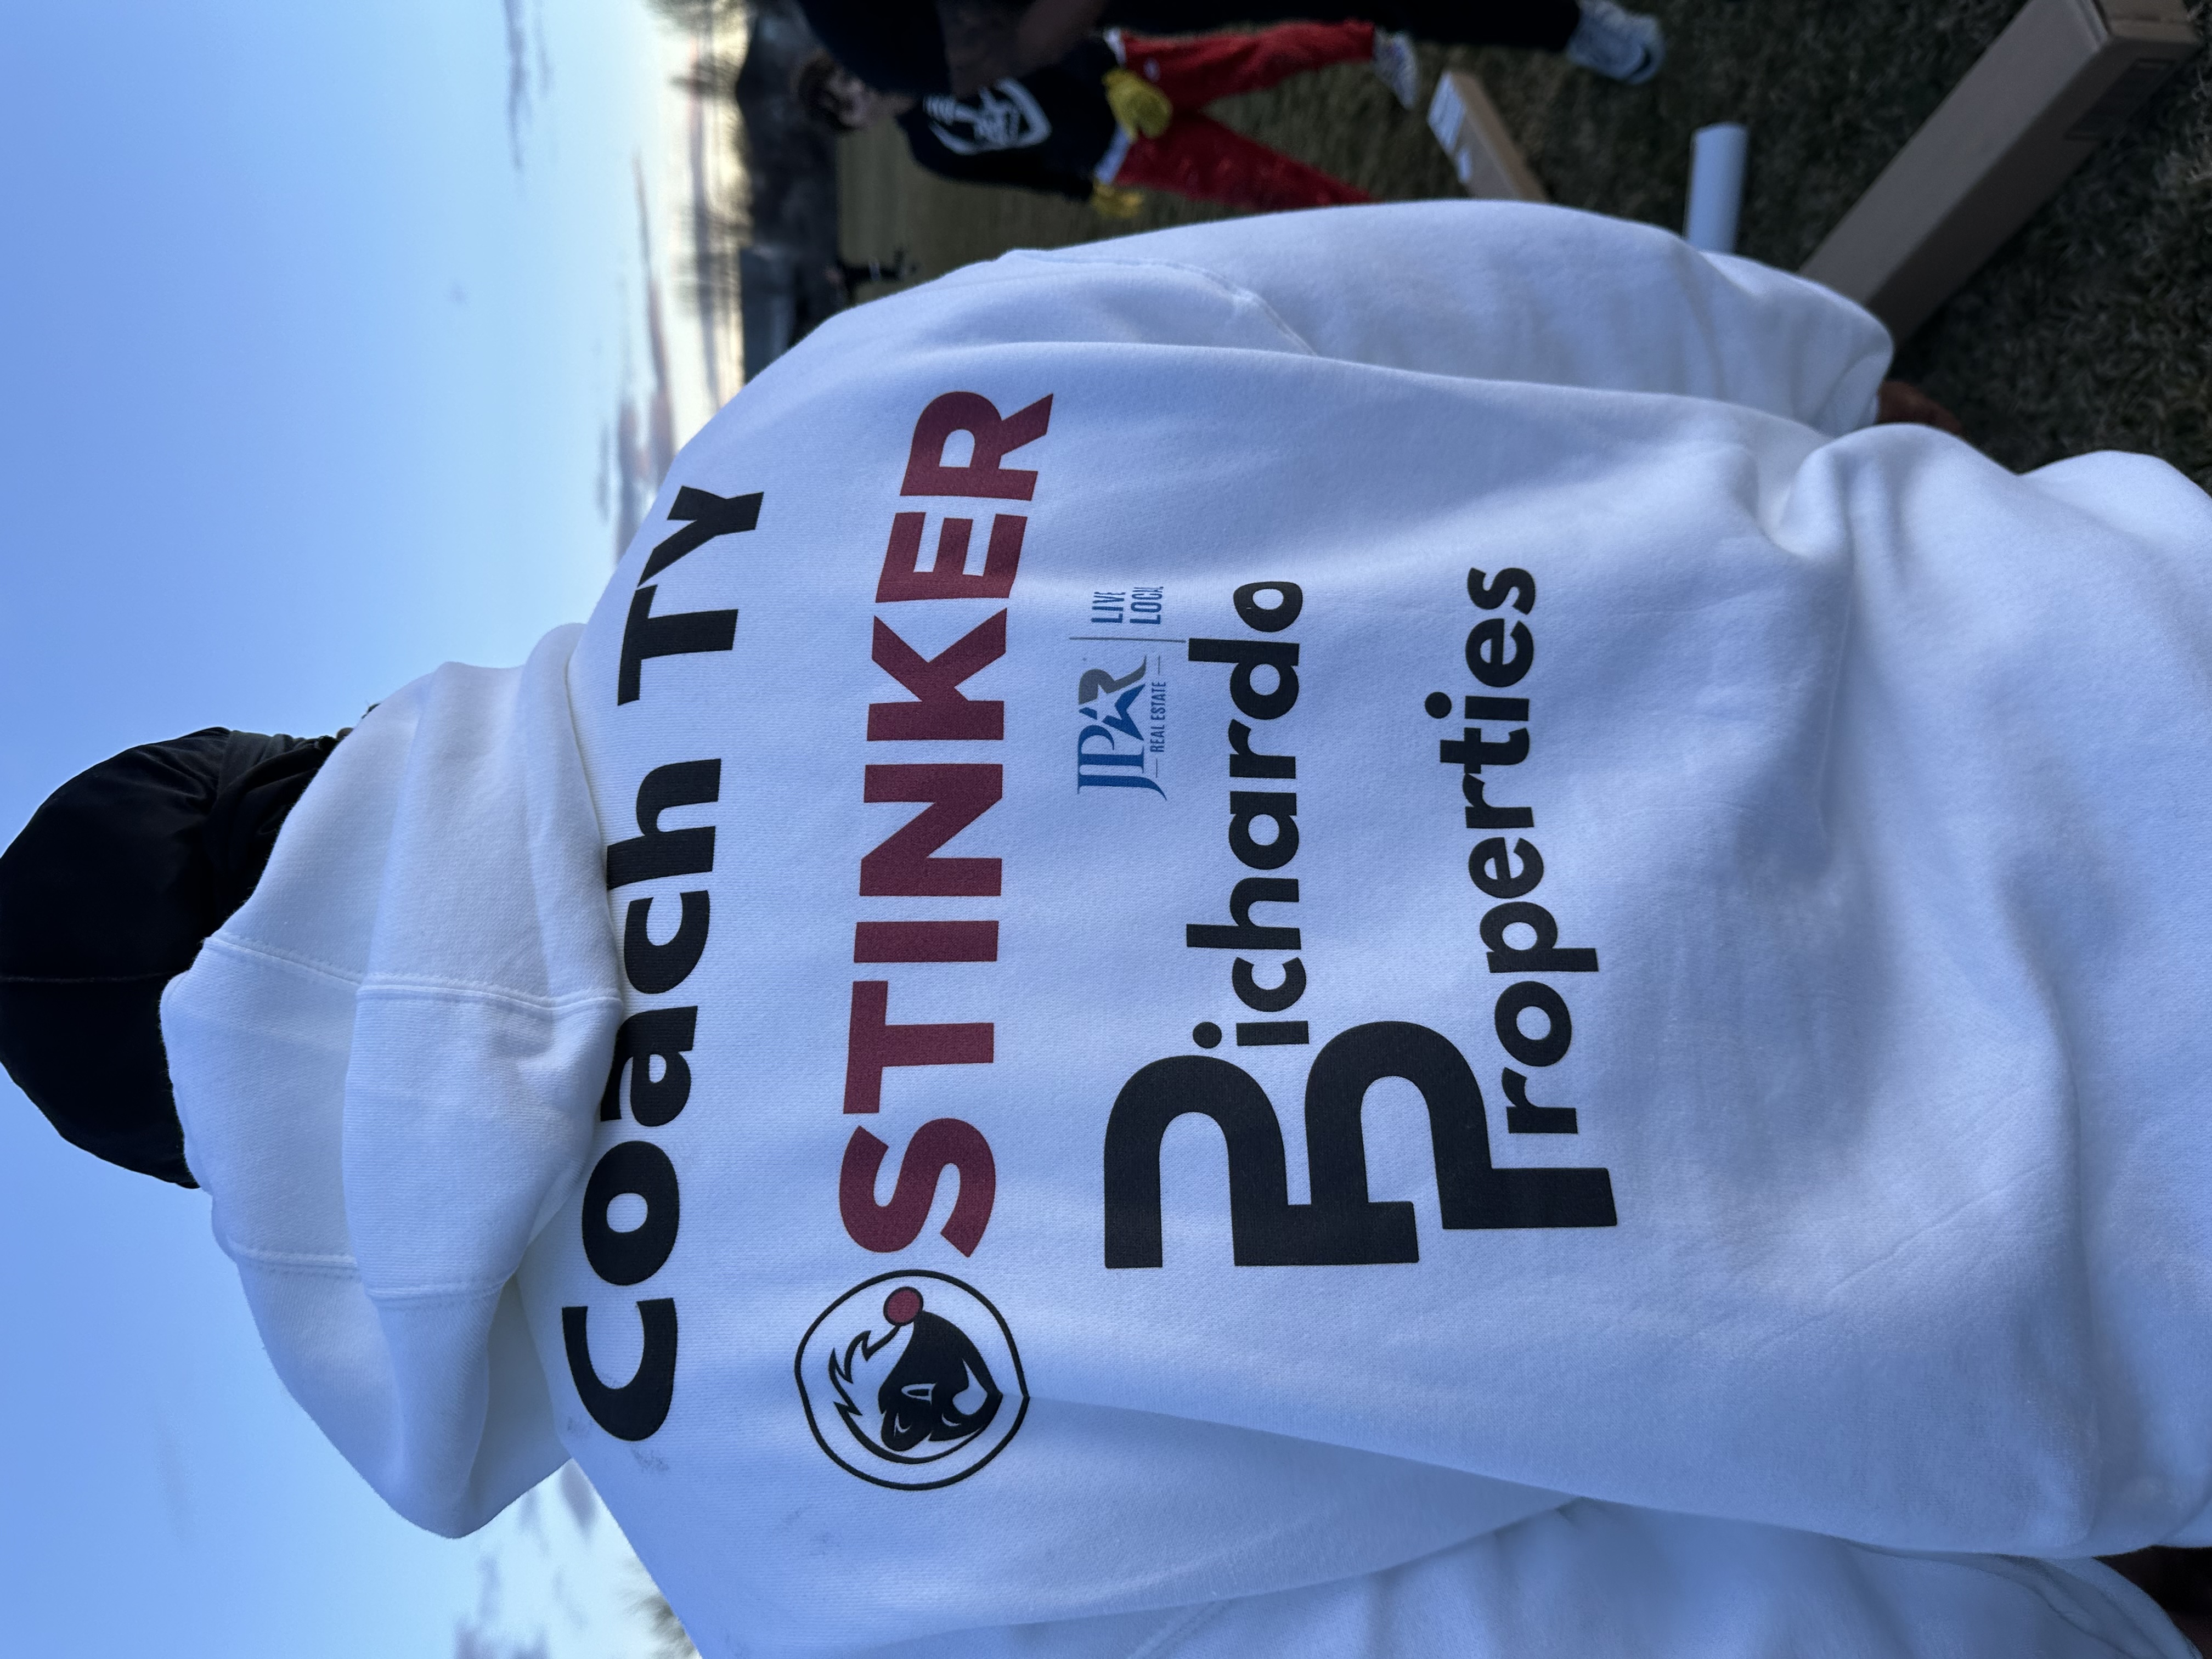 Coach TY
STINKER
JPAR
REAL ESTATE
LIVE
LOCAL
Pichardo
Properties